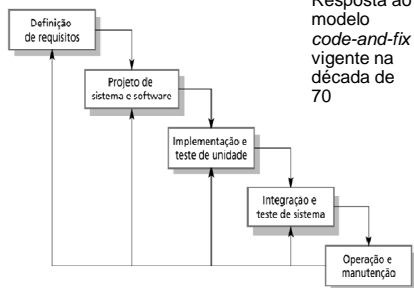 Resposta ao
modelo
code-and-fix
vigente na
década de
70
Definição
de requisitos
Projeto de
sistema e software
Implementação e
teste de unidade
Integração e
teste de sistema
Operação e
manutenção